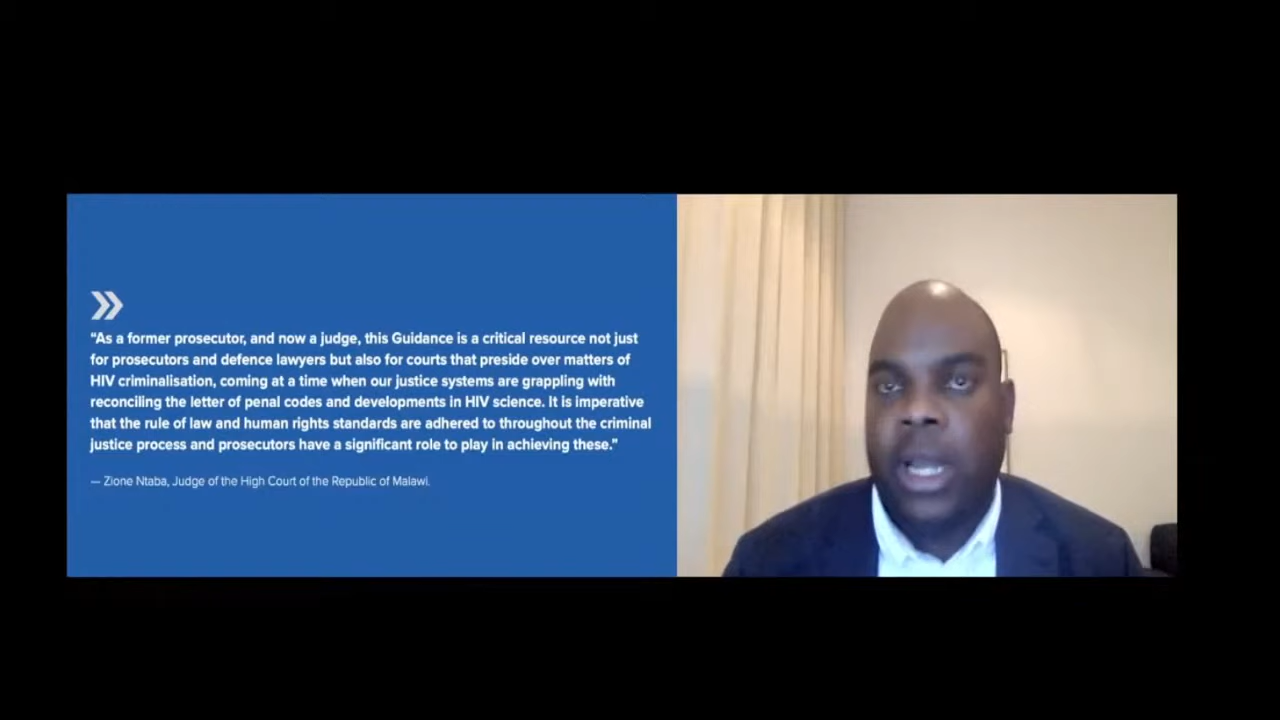 “As a former prosecutor, and now a judge, this Guidance is a critical resource not just
for prosecutors and defence lawyers but also for courts that preside over matters of
HIV criminalisation, coming at a time when our justice systems are grappling with
reconciling the letter of penal codes and developments in HIV science. It is imperative
that the rule of law and human rights standards are adhered to throughout the criminal
justice process and prosecutors have a significant role to play in achieving these.”
— Zione Ntaba, Judge of the High Court of the Republic of Malawi.